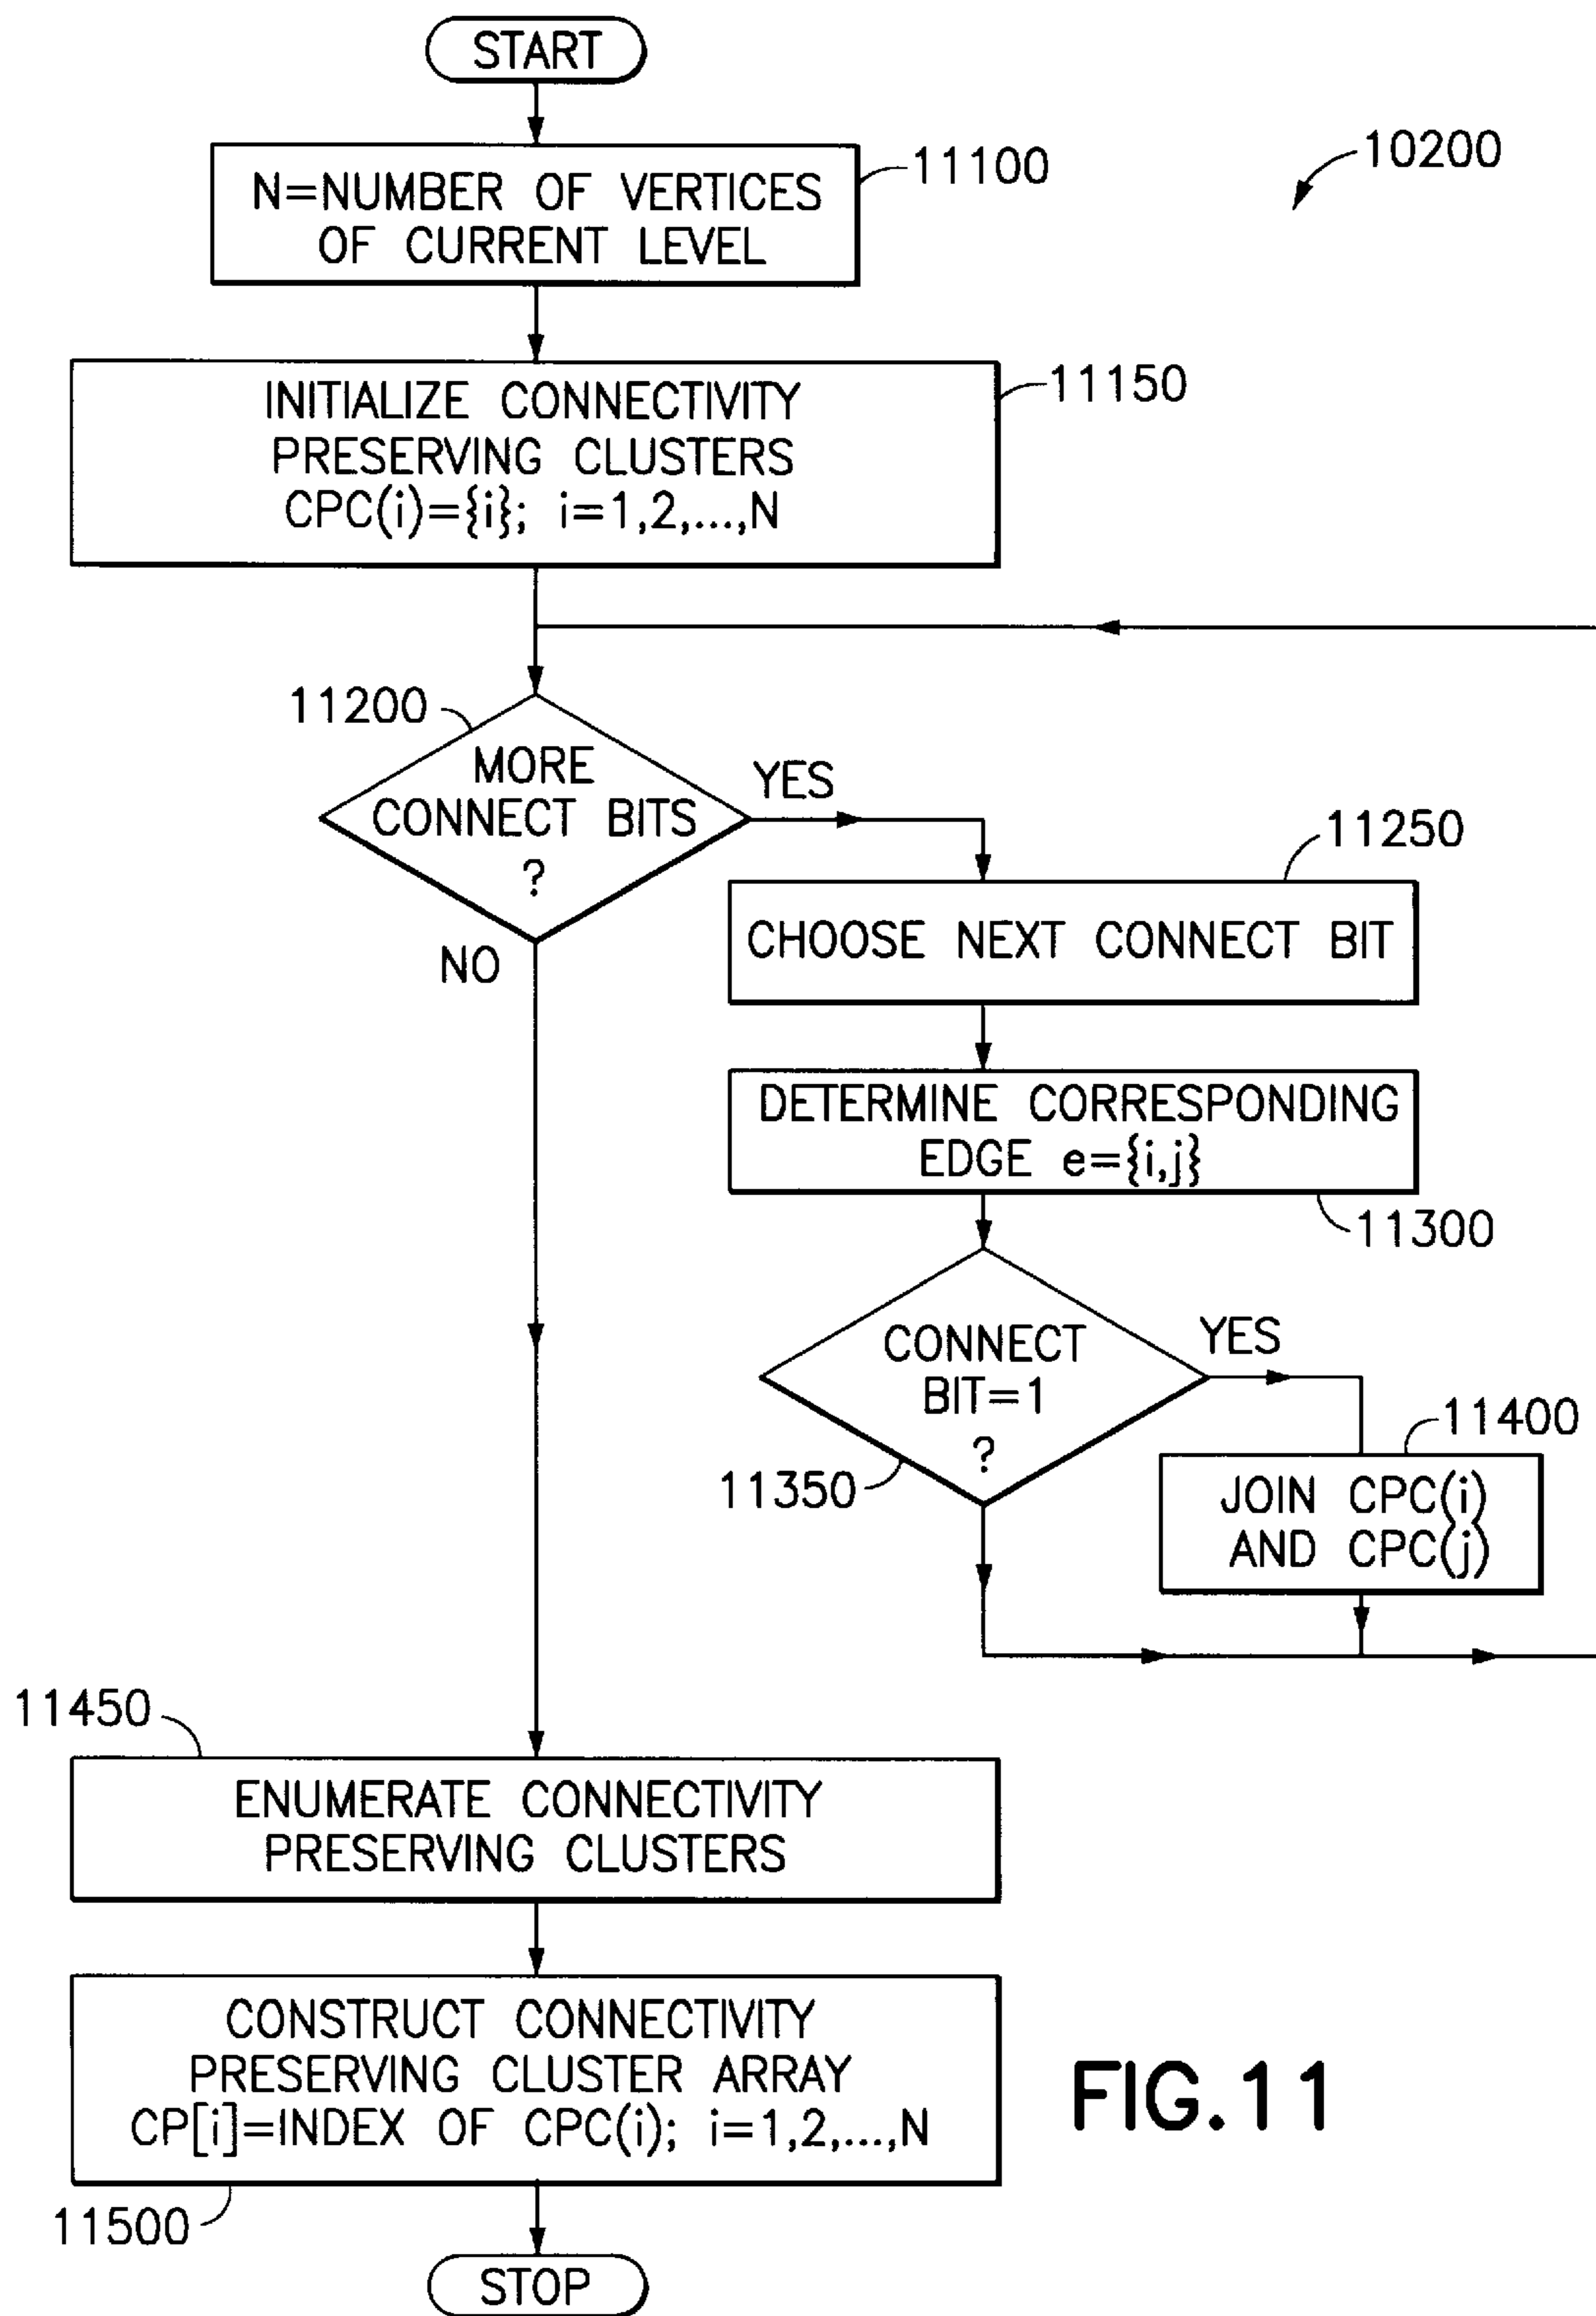 START
N=NUMBER OF VERTICES
OF CURRENT LEVEL
11100
10200
INITIALIZE CONNECTIVITY
PRESERVING CLUSTERS
CPC(i)={i}; i=1,2,...,N
11150
11200
MORE
CONNECT BITS
?
YES
NO
11250
CHOOSE NEXT CONNECT BIT
DETERMINE CORRESPONDING
EDGE e={i,j}
11300
CONNECT
BIT=1
?
YES
11350
11400
JOIN CPC(i)
AND CPC(j)
11450
ENUMERATE CONNECTIVITY
PRESERVING CLUSTERS
CONSTRUCT CONNECTIVITY
PRESERVING CLUSTER ARRAY
CP[i]=INDEX OF CPC(i); i=1,2,...,N
11500
STOP
FIG.11